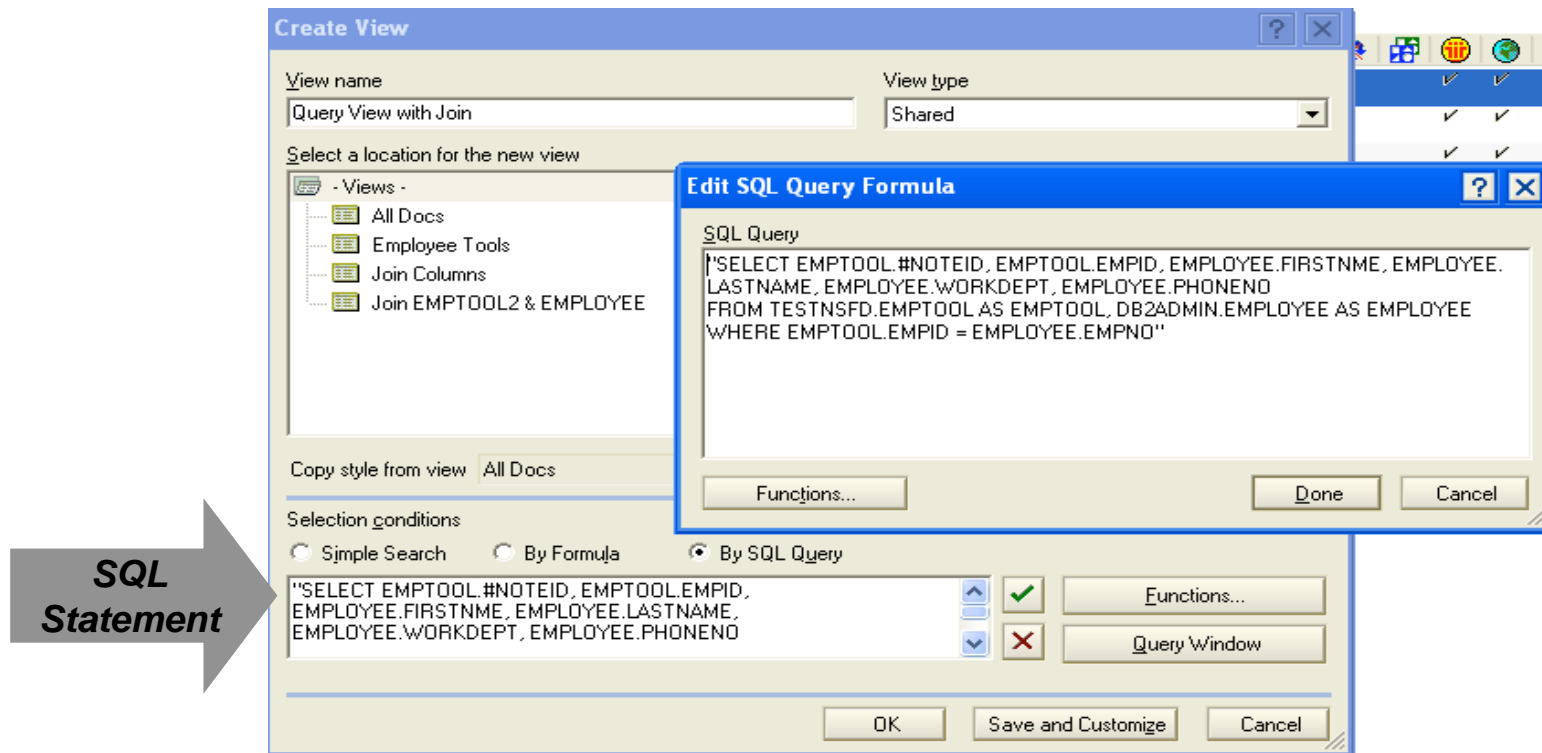 Create View
View name
View type
Query View with Join
Shared
Select a location for the new view
- Views -
All Docs
Employee Tools
Join Columns
Join EMPTOOL2 & EMPLOYEE
Copy style from view All Docs
Edit SQL Query Formula
SQL Query
"SELECT EMPTOOL.#NOTEID, EMPTOOL.EMPID, EMPLOYEE.FIRSTNME, EMPLOYEE.
LASTNAME, EMPLOYEE.WORKDEPT, EMPLOYEE.PHONENO
FROM TESTNSFD.EMPTOOL AS EMPTOOL, DB2ADMIN.EMPLOYEE AS EMPLOYEE
WHERE EMPTOOL.EMPID = EMPLOYEE.EMPNO"
Functions...
Done
Cancel
Selection conditions
Simple Search
By Formula
By SQL Query
SQL
Statement
"SELECT EMPTOOL.#NOTEID, EMPTOOL.EMPID,
EMPLOYEE.FIRSTNME, EMPLOYEE.LASTNAME,
EMPLOYEE.WORKDEPT, EMPLOYEE.PHONENO
Functions...
Query Window
OK
Save and Customize
Cancel